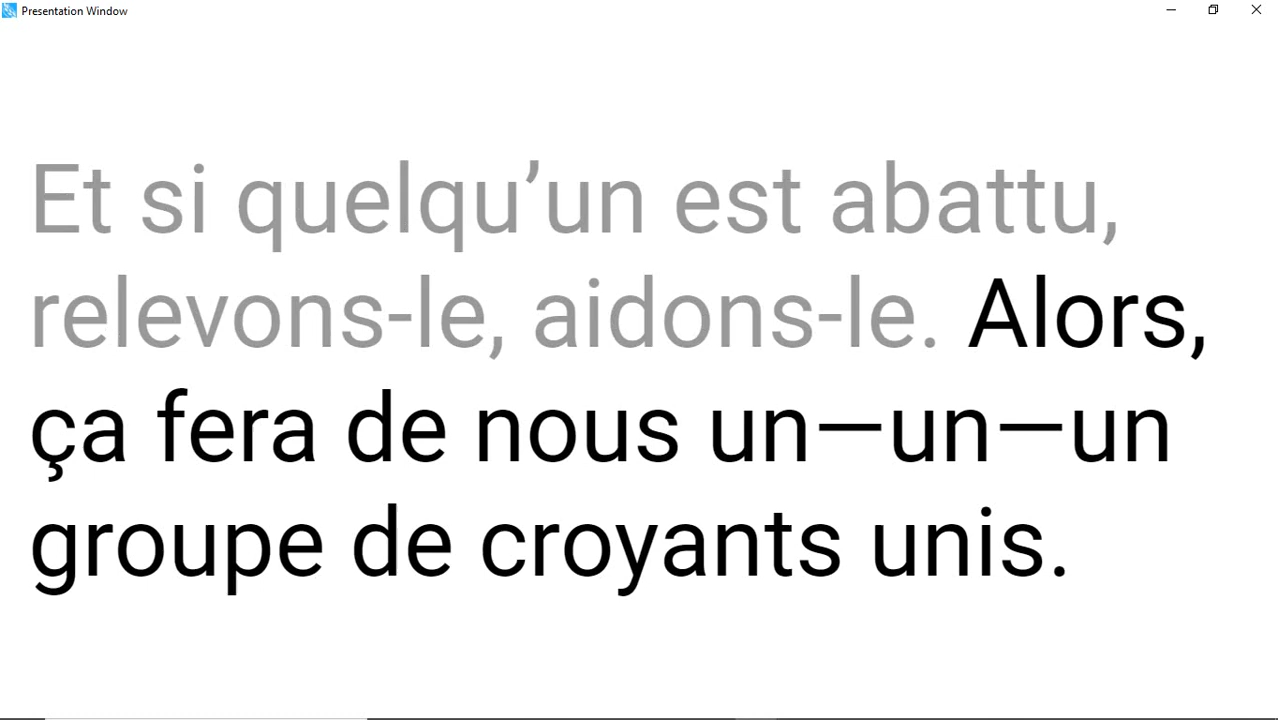 Presentation Window
Et si quelqu’un est abattu,
relevons-le, aidons-le. Alors,
ça fera de nous un—un—un
groupe de croyants unis.